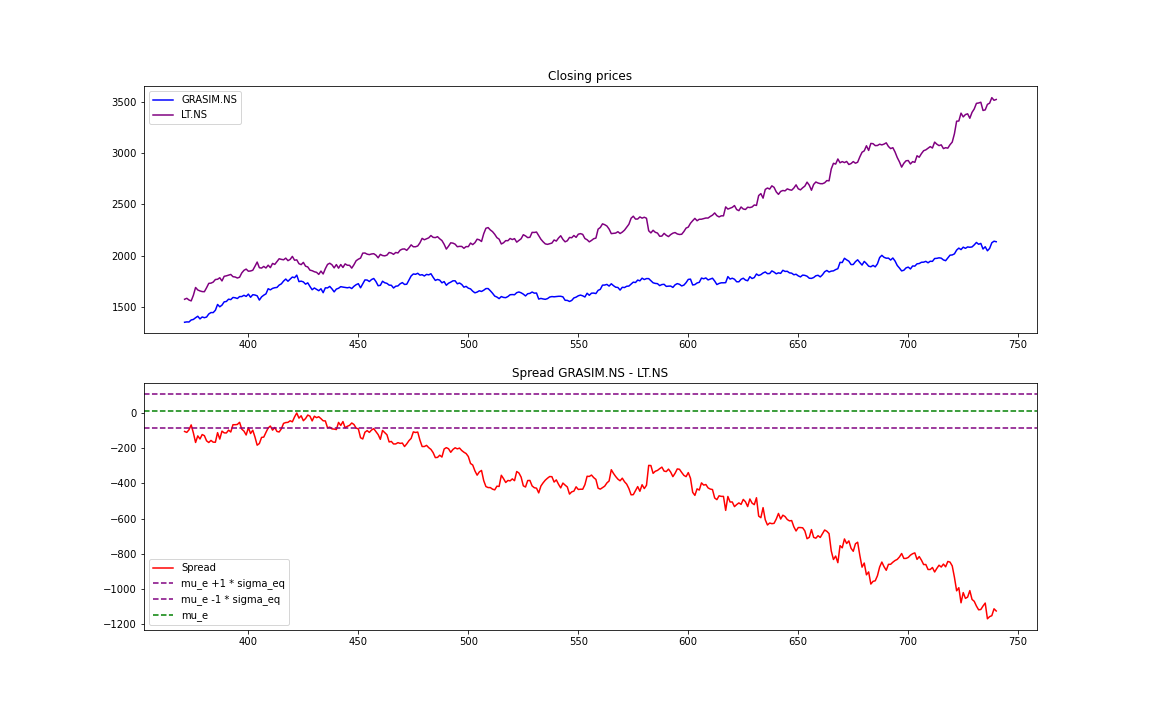 Closing prices
GRASIM.NS
LT.NS
3500
3000
2500
2000
1500
400 450 500 550 600 650 700 750
Spread GRASIM.NS - LT.NS
0
−200
−400
−600
−800
−1000
−1200
Spread
mu_e +1 * sigma_eq
mu_e -1 * sigma_eq
mu_e
400 450 500 550 600 650 700 750